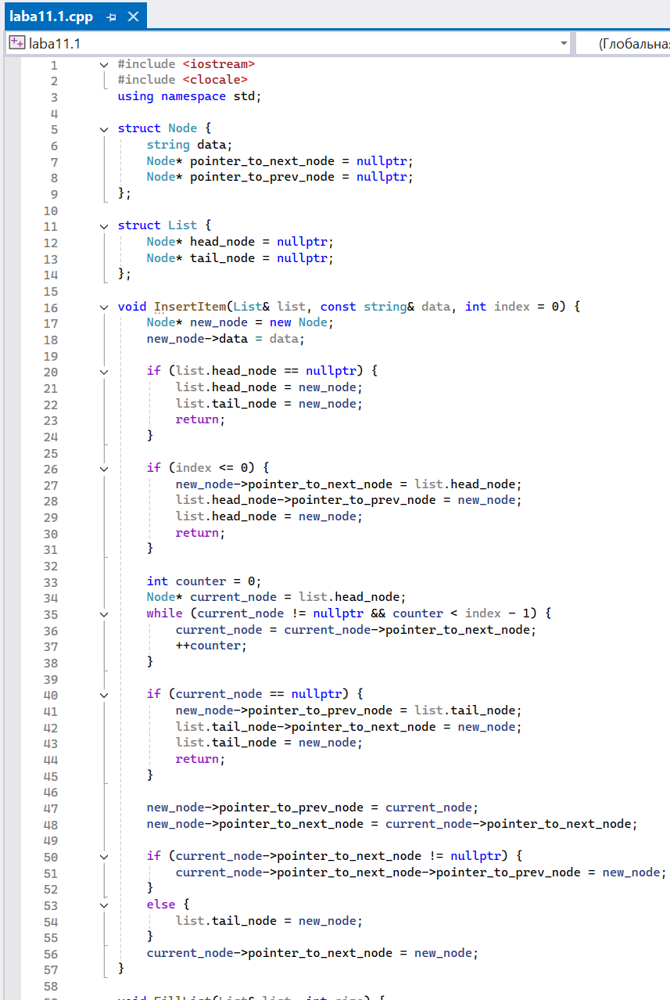 laba11.1.cpp
laba11.1
(Глобальная
1 #include <iostream>
2 #include <clocale>
3 using namespace std;
4
5 struct Node {
6 string data;
7 Node* pointer_to_next_node = nullptr;
8 Node* pointer_to_prev_node = nullptr;
9 };
10
11 struct List {
12 Node* head_node = nullptr;
13 Node* tail_node = nullptr;
14 };
15
16 void InsertItem(List& list, const string& data, int index = 0) {
17 Node* new_node = new Node;
18 new_node->data = data;
19
20 if (list.head_node == nullptr) {
21 list.head_node = new_node;
22 list.tail_node = new_node;
23 return;
24 }
25
26 if (index <= 0) {
27 new_node->pointer_to_next_node = list.head_node;
28 list.head_node->pointer_to_prev_node = new_node;
29 list.head_node = new_node;
30 return;
31 }
32
33 int counter = 0;
34 Node* current_node = list.head_node;
35 while (current_node != nullptr && counter < index - 1) {
36 current_node = current_node->pointer_to_next_node;
37 ++counter;
38 }
39
40 if (current_node == nullptr) {
41 new_node->pointer_to_prev_node = list.tail_node;
42 list.tail_node->pointer_to_next_node = new_node;
43 list.tail_node = new_node;
44 return;
45 }
46
47 new_node->pointer_to_prev_node = current_node;
48 new_node->pointer_to_next_node = current_node->pointer_to_next_node;
49
50 if (current_node->pointer_to_next_node != nullptr) {
51 current_node->pointer_to_next_node->pointer_to_prev_node = new_node;
52 }
53 else {
54 list.tail_node = new_node;
55 }
56 current_node->pointer_to_next_node = new_node;
57 }
58